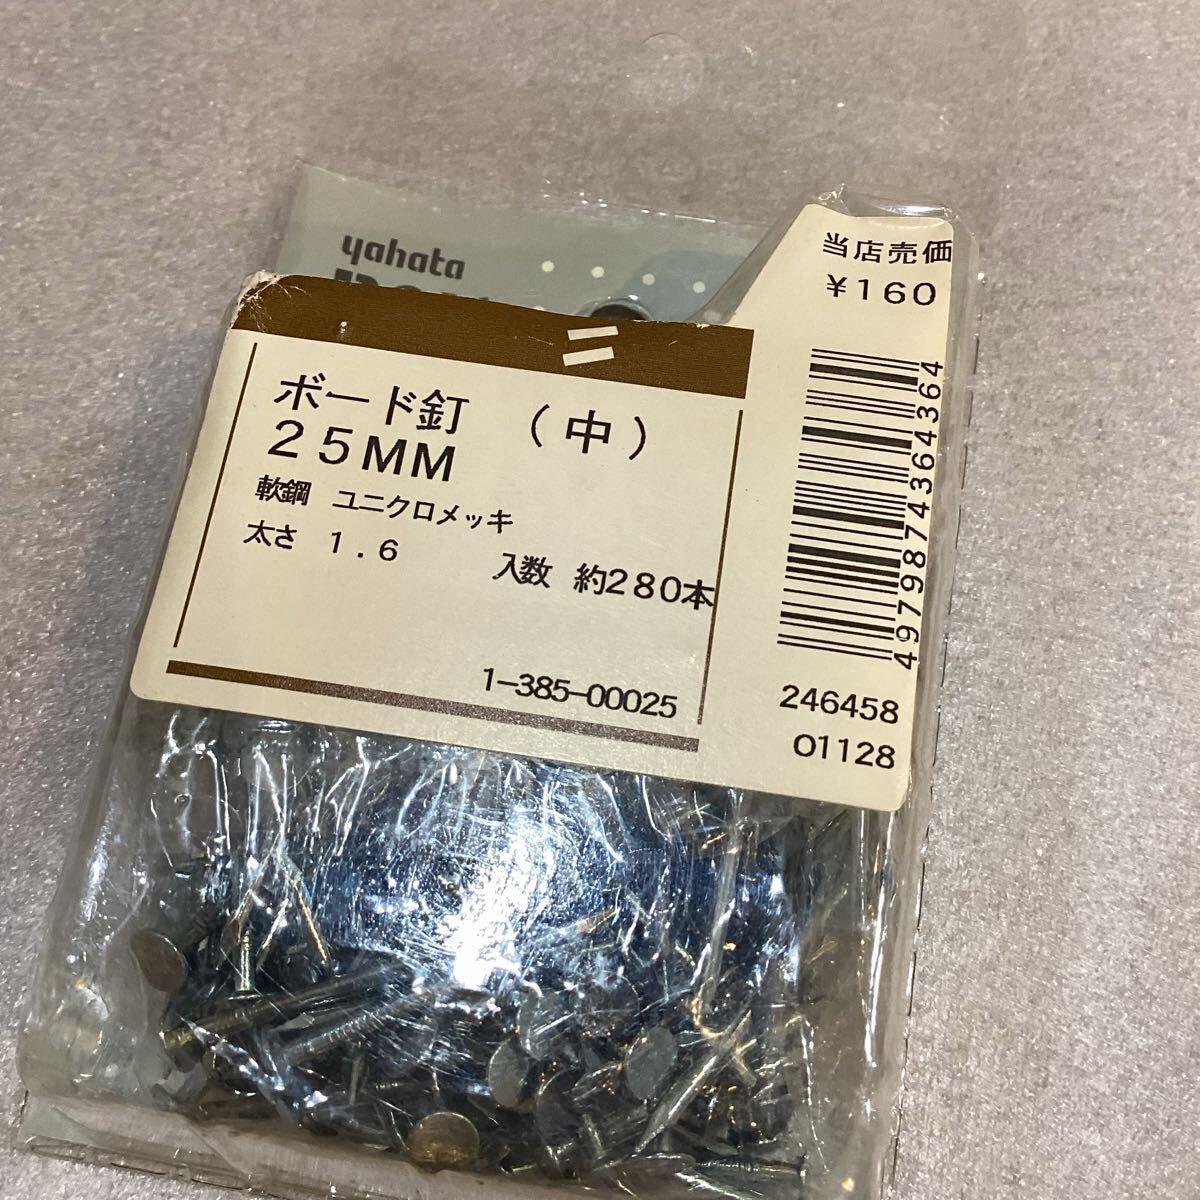 yahata
当店売価
￥160
ボード釘 （中）
２５ＭＭ
軟鋼 ユニクロメッキ
太さ １．６ 入数 約２８０本
1-385-00025
4979874364364
246458
01128